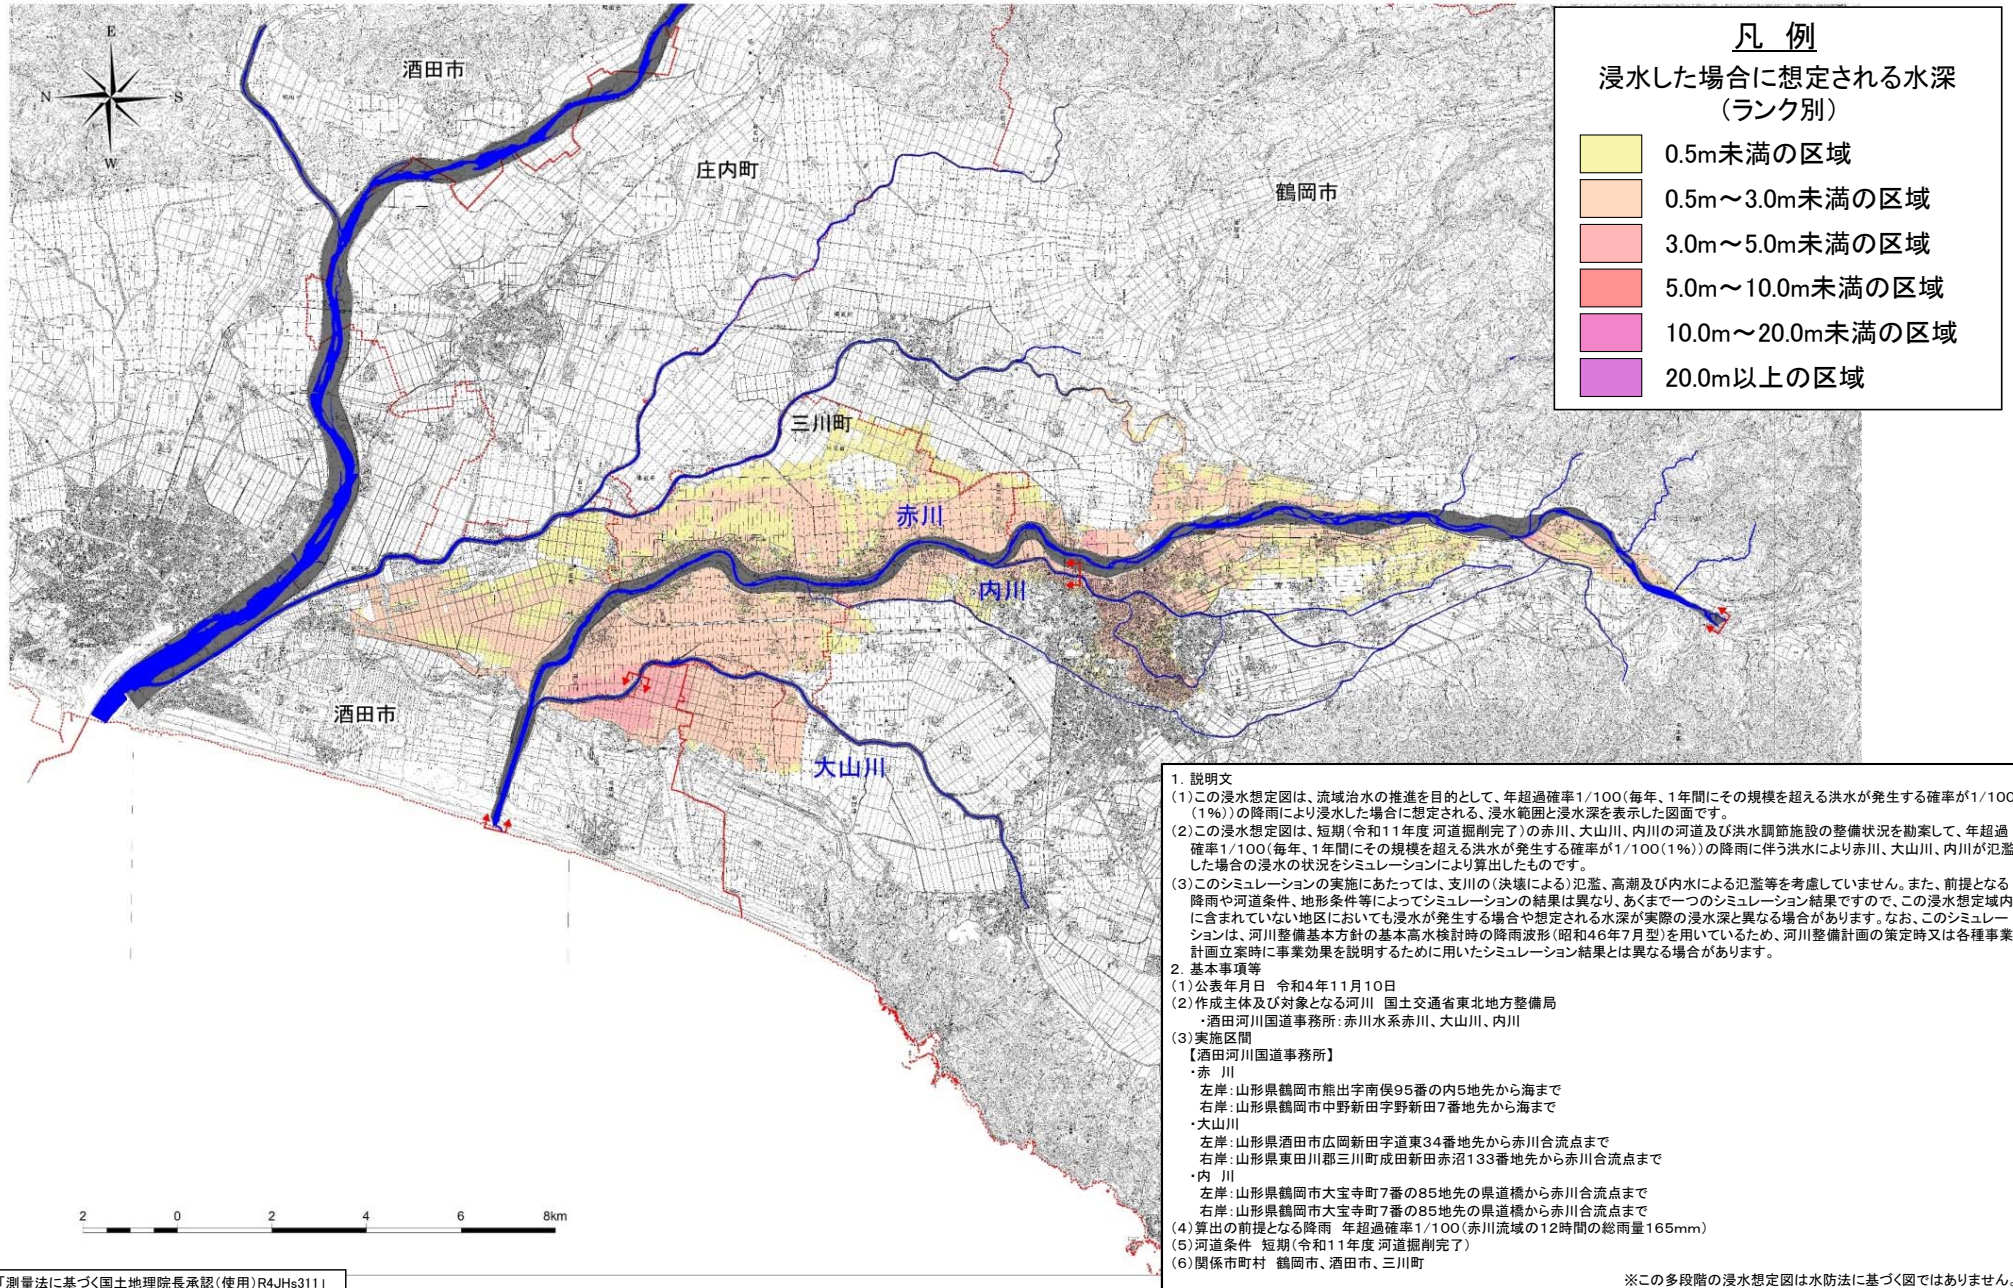 E
N
S
W
酒田市
庄内町
鶴岡市
三川町
赤川
内川
酒田市
大山川
凡 例
浸水した場合に想定される水深
(ランク別)
0.5m未満の区域
0.5m～3.0m未満の区域
3.0m～5.0m未満の区域
5.0m～10.0m未満の区域
10.0m～20.0m未満の区域
20.0m以上の区域
1. 説明文
(1)この浸水想定図は、流域治水の推進を目的として、年超過確率1/100(毎年、1年間にその規模を超える洪水が発生する確率が1/100
(1%))の降雨により浸水した場合に想定される、浸水範囲と浸水深を表示した図面です。
(2)この浸水想定図は、短期(令和11年度 河道掘削完了)の赤川、大山川、内川の河道及び洪水調節施設の整備状況を勘案して、年超過
確率1/100(毎年、1年間にその規模を超える洪水が発生する確率が1/100(1%))の降雨に伴う洪水により赤川、大山川、内川が氾濫
した場合の浸水の状況をシミュレーションにより算出したものです。
(3)このシミュレーションの実施にあたっては、支川の(決壊による)氾濫、高潮及び内水による氾濫等を考慮していません。また、前提となる
降雨や河道条件、地形条件等によってシミュレーションの結果は異なり、あくまで一つのシミュレーション結果ですので、この浸水想定域内
に含まれていない地区においても浸水が発生する場合や想定される水深が実際の浸水深と異なる場合があります。なお、このシミュレー
ションは、河川整備基本方針の基本高水検討時の降雨波形(昭和46年7月型)を用いているため、河川整備計画の策定時又は各種事業
計画立案時に事業効果を説明するために用いたシミュレーション結果とは異なる場合があります。
2. 基本事項等
(1)公表年月日 令和4年11月10日
(2)作成主体及び対象となる河川 国土交通省東北地方整備局
・酒田河川国道事務所:赤川水系赤川、大山川、内川
(3)実施区間
【酒田河川国道事務所】
・赤 川
左岸:山形県鶴岡市熊出字南俣95番の内5地先から海まで
右岸:山形県鶴岡市中野新田字野新田7番地先から海まで
・大山川
左岸:山形県酒田市広岡新田字道東34番地先から赤川合流点まで
右岸:山形県東田川郡三川町成田新田赤沼133番地先から赤川合流点まで
・内 川
左岸:山形県鶴岡市大宝寺町7番の85地先の県道橋から赤川合流点まで
右岸:山形県鶴岡市大宝寺町7番の85地先の県道橋から赤川合流点まで
(4)算出の前提となる降雨 年超過確率1/100(赤川流域の12時間の総雨量165mm)
(5)河道条件 短期(令和11年度 河道掘削完了)
(6)関係市町村 鶴岡市、酒田市、三川町
※この多段階の浸水想定図は水防法に基づく図ではありません。
2 0 2 4 6 8km
「測量法に基づく国土地理院長承認(使用)R4JHs311」